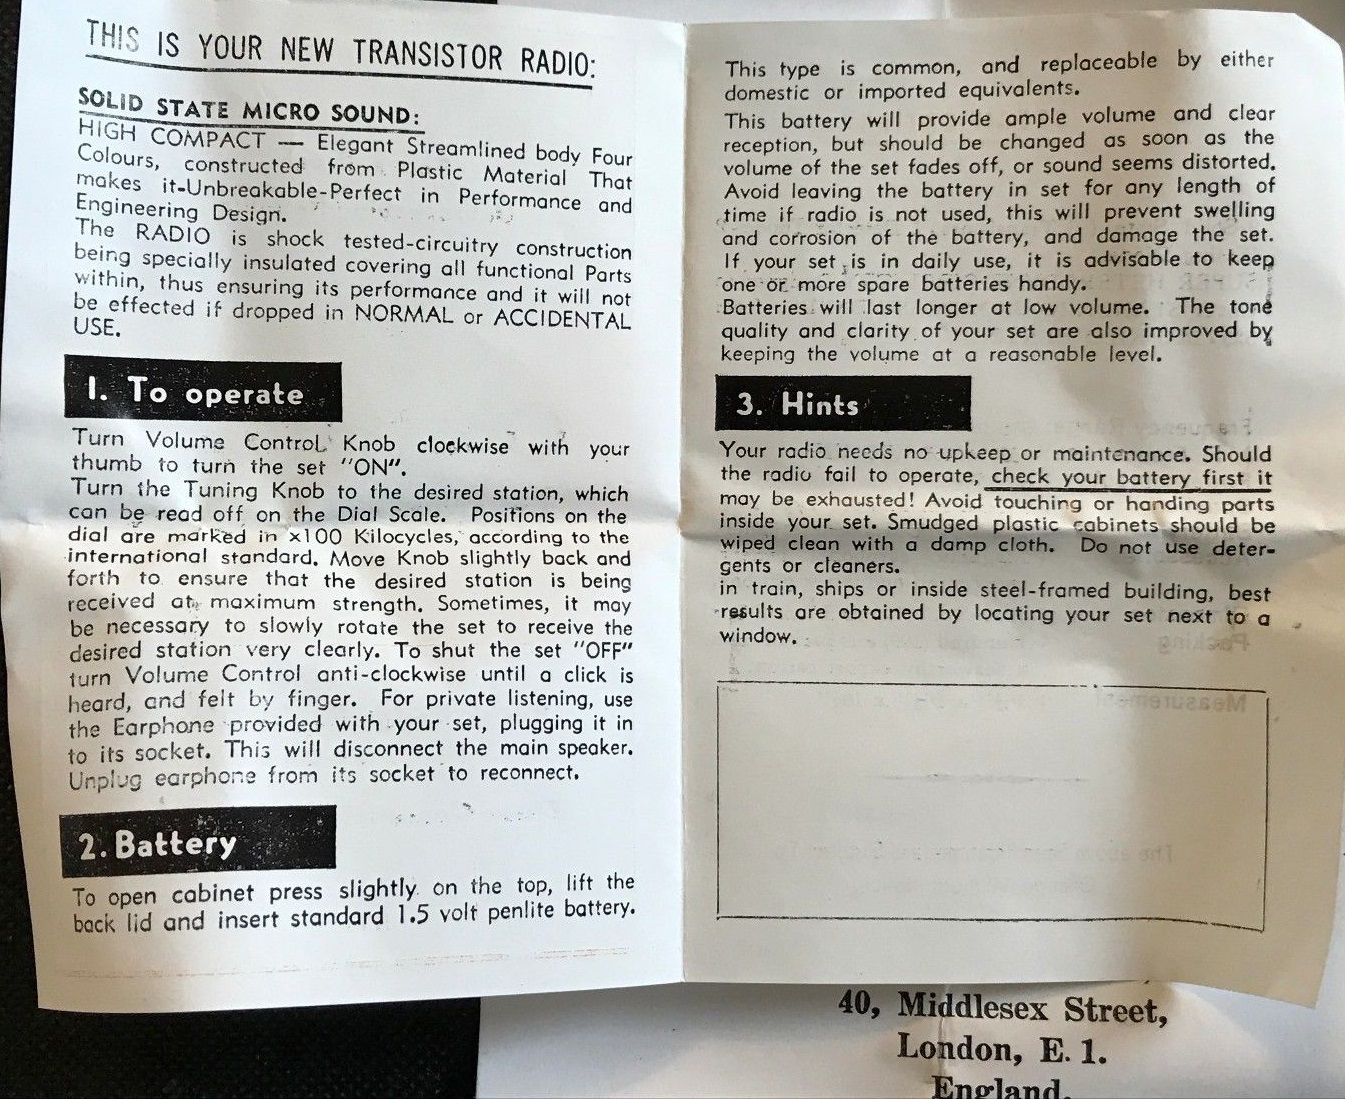 THIS IS YOUR NEW TRANSISTOR RADIO:
SOLID STATE MICRO SOUND:
HIGH COMPACT — Elegant Streamlined body Four
Colours, constructed from Plastic Material That
makes it-Unbreakable-Perfect in Performance and
Engineering Design.
The RADIO is shock tested-circuitry construction
being specially insulated covering all functional Parts
within, thus ensuring its performance and it will not
be effected if dropped in NORMAL or ACCIDENTAL
USE.
1. To operate
Turn Volume Control Knob clockwise with your
thumb to turn the set "ON".
Turn the Tuning Knob to the desired station, which
can be read off on the Dial Scale. Positions on the
dial are marked in x100 Kilocycles, according to the
international standard. Move Knob slightly back and
forth to ensure that the desired station is being
received at maximum strength. Sometimes, it may
be necessary to slowly rotate the set to receive the
desired station very clearly. To shut the set "OFF"
turn Volume Control anti-clockwise until a click is
heard, and felt by finger. For private listening, use
the Earphone provided with your set, plugging it in
to its socket. This will disconnect the main speaker.
Unplug earphone from its socket to reconnect.
2. Battery
To open cabinet press slightly on the top, lift the
back lid and insert standard 1.5 volt penlite battery.
This type is common, and replaceable by either
domestic or imported equivalents.
This battery will provide ample volume and clear
reception, but should be changed as soon as the
volume of the set fades off, or sound seems distorted.
Avoid leaving the battery in set for any length of
time if radio is not used, this will prevent swelling
and corrosion of the battery, and damage the set.
If your set is in daily use, it is advisable to keep
one or more spare batteries handy.
Batteries will last longer at low volume. The tone
quality and clarity of your set are also improved by
keeping the volume at a reasonable level.
3. Hints
Your radio needs no upkeep or maintenance. Should
the radio fail to operate, check your battery first it
may be exhausted! Avoid touching or handing parts
inside your set. Smudged plastic cabinets should be
wiped clean with a damp cloth. Do not use deter-
gents or cleaners.
in train, ships or inside steel-framed building, best
results are obtained by locating your set next to a
window.
40, Middlesex Street,
London, E. 1.
England.